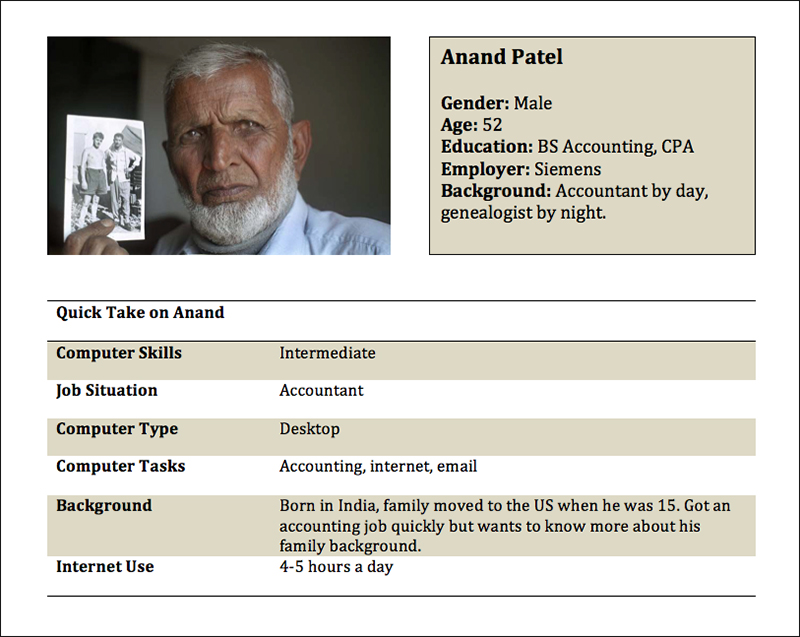 Anand Patel
Gender: Male
Age: 52
Education: BS Accounting, CPA
Employer: Siemens
Background: Accountant by day,
genealogist by night.
Quick Take on Anand
Computer Skills Intermediate
Job Situation Accountant
Computer Type Desktop
Computer Tasks Accounting, internet, email
Background Born in India, family moved to the US when he was 15. Got an
accounting job quickly but wants to know more about his
family background.
Internet Use 4-5 hours a day